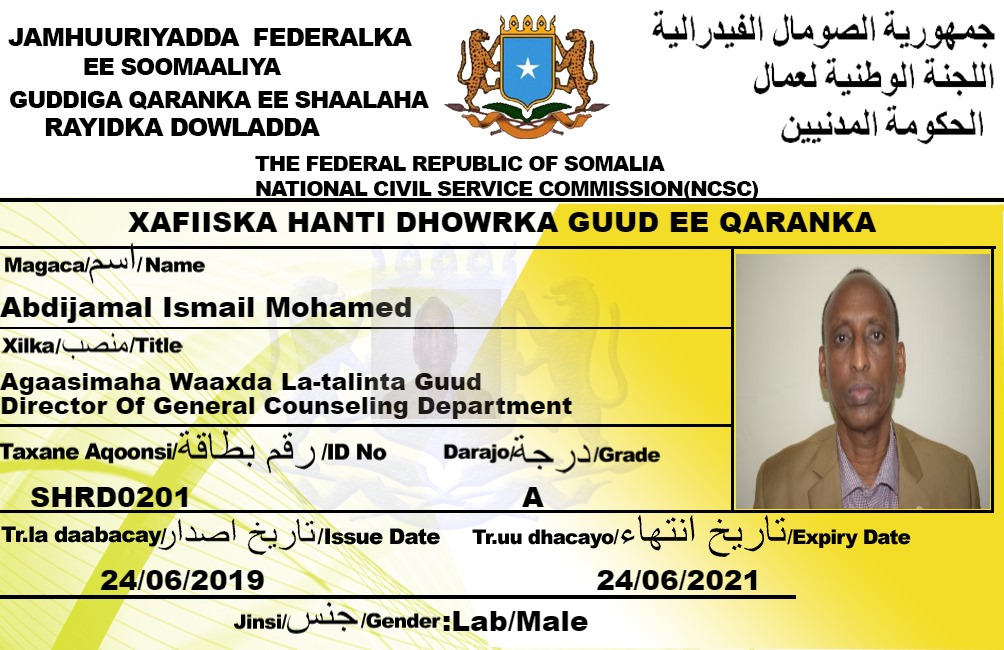 JAMHUURIYADDA FEDERALKA
EE SOOMAALIYA
GUDDIGA QARANKA EE SHAALAHA
RAYIDKA DOWLADDA
جمهورية الصومال الفيدرالية
اللجنة الوطنية لعمال
الحكومة المدنيين
THE FEDERAL REPUBLIC OF SOMALIA
NATIONAL CIVIL SERVICE COMMISSION(NCSC)
XAFIISKA HANTI DHOWRKA GUUD EE QARANKA
Magaca/اسم/Name
Abdijamal Ismail Mohamed
Xilka/منصب/Title
Agaasimaha Waaxda La-talinta Guud
Director Of General Counseling Department
Taxane Aqoonsi/رقم بطاقة/ID No
SHRD0201
Darajo/درجة/Grade
A
Tr.la daabacay/تاريخ اصدار/Issue Date
24/06/2019
Tr.uu dhacayo/تاريخ انتهاء/Expiry Date
24/06/2021
Jinsi/جنس/Gender:Lab/Male